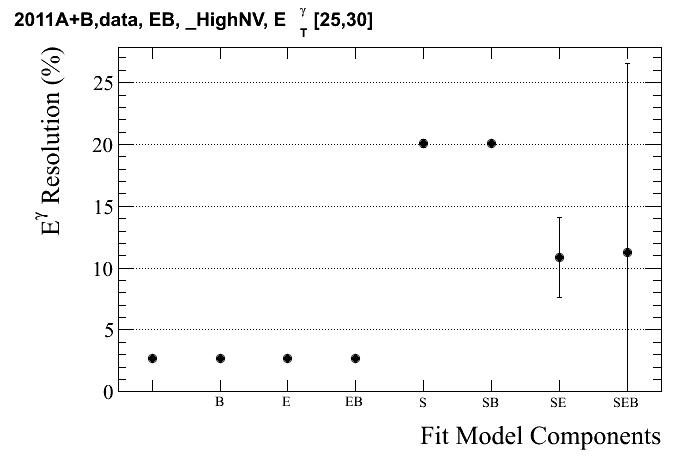 2011A+B,data, EB, _HighNV, E γ T [25,30]
E γ Resolution (%)
25
20
15
10
5
0
B E EB S SB SE SEB
Fit Model Components